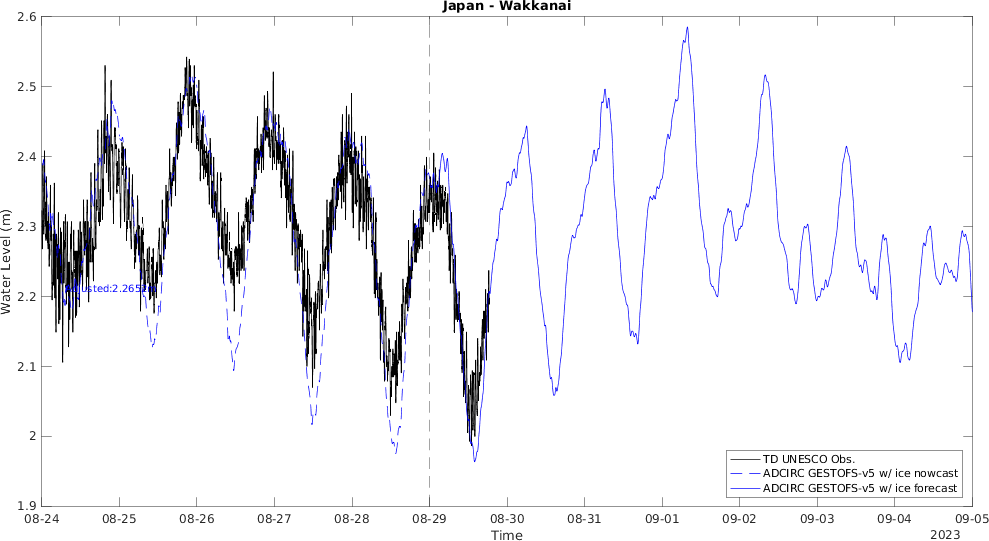 Japan - Wakkanai
Water Level (m)
2.6
2.5
2.4
2.3
2.2
2.1
2
1.9
TD UNESCO Obs.
ADCIRC GESTOFS-v5 w/ ice nowcast
ADCIRC GESTOFS-v5 w/ ice forecast
08-24 08-25 08-26 08-27 08-28 08-29 08-30 08-31 09-01 09-02 09-03 09-04 09-05
Time
2023